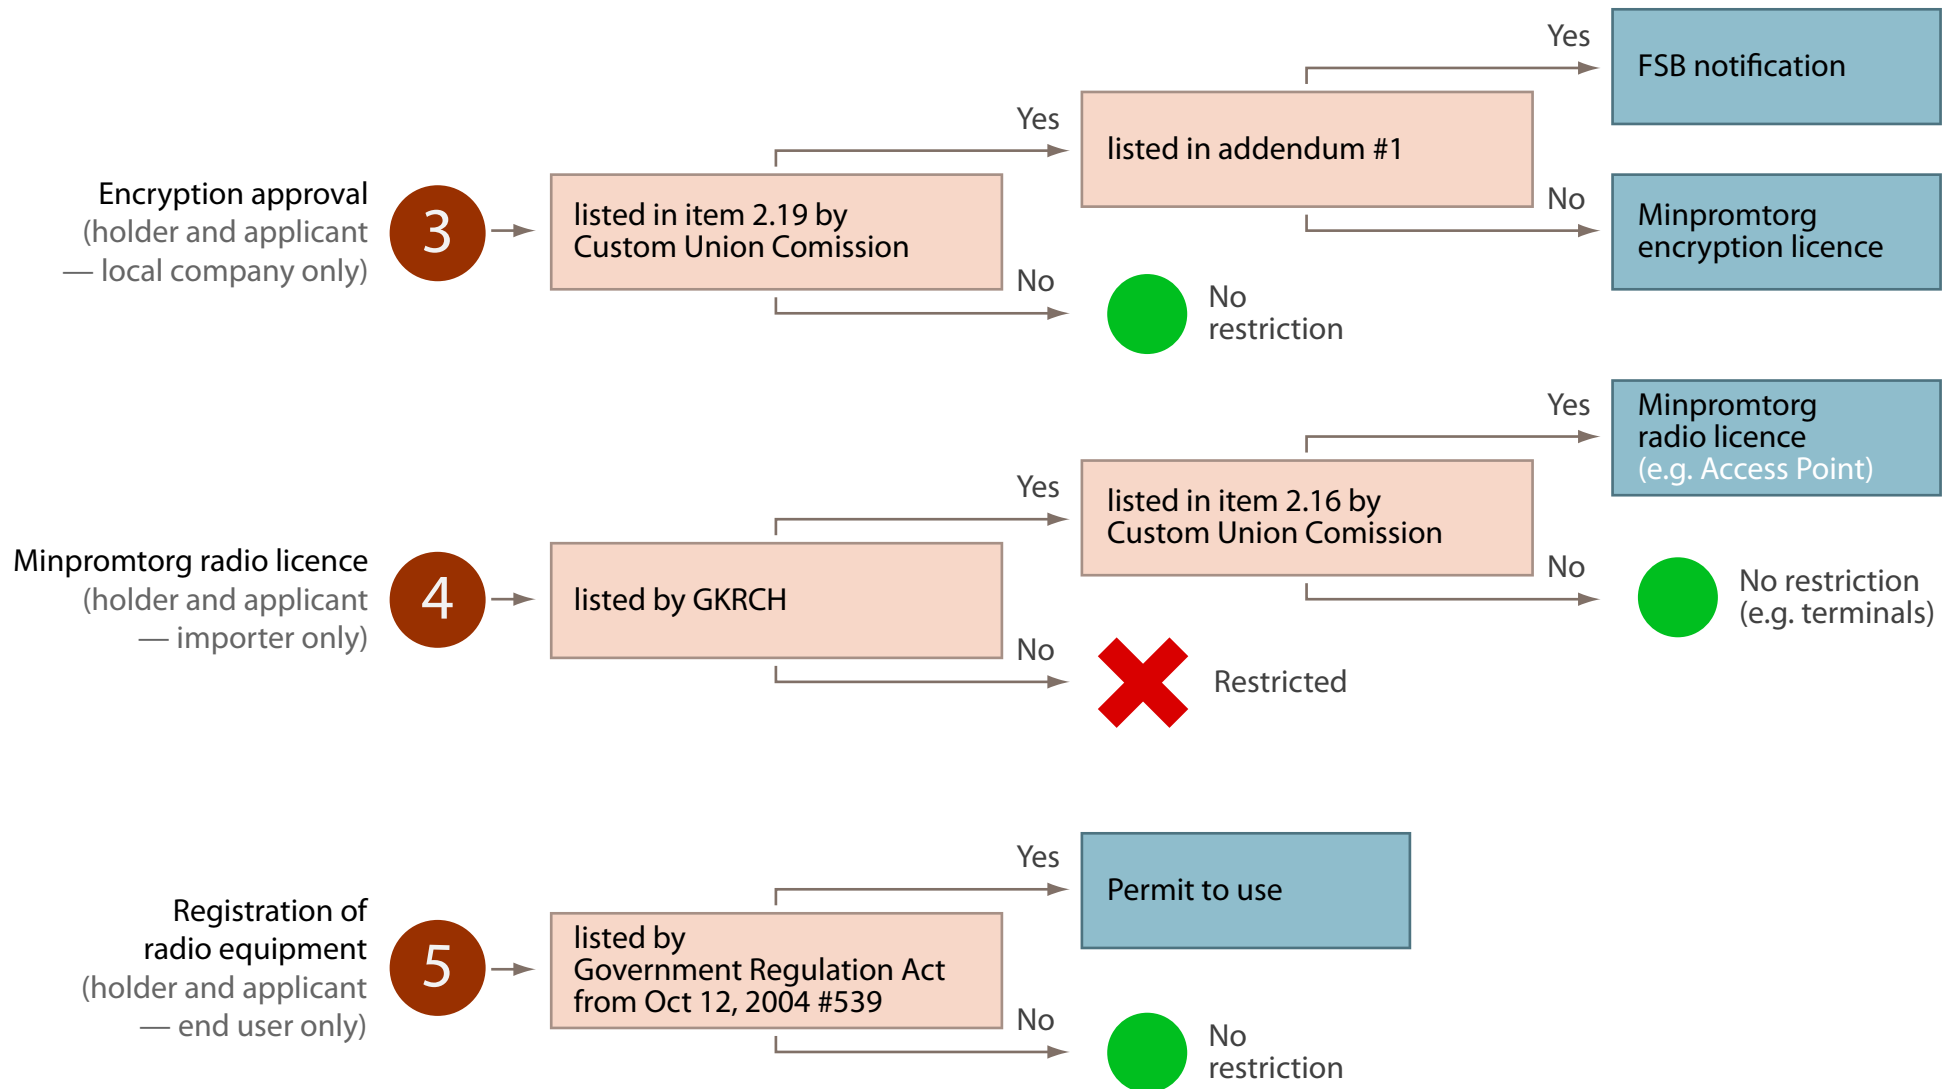 Encryption approval
(holder and applicant
— local company only)
3
listed in item 2.19 by
Custom Union Comission
Yes
listed in addendum #1
Yes
FSB notification
No
Minpromtorg
encryption licence
No
No
restriction
Minpromtorg radio licence
(holder and applicant
— importer only)
4
listed by GKRCH
Yes
listed in item 2.16 by
Custom Union Comission
Yes
Minpromtorg
radio licence
(e.g. Access Point)
No
No restriction
(e.g. terminals)
No
Restricted
Registration of
radio equipment
(holder and applicant
— end user only)
5
listed by
Government Regulation Act
from Oct 12, 2004 #539
Yes
Permit to use
No
No
restriction